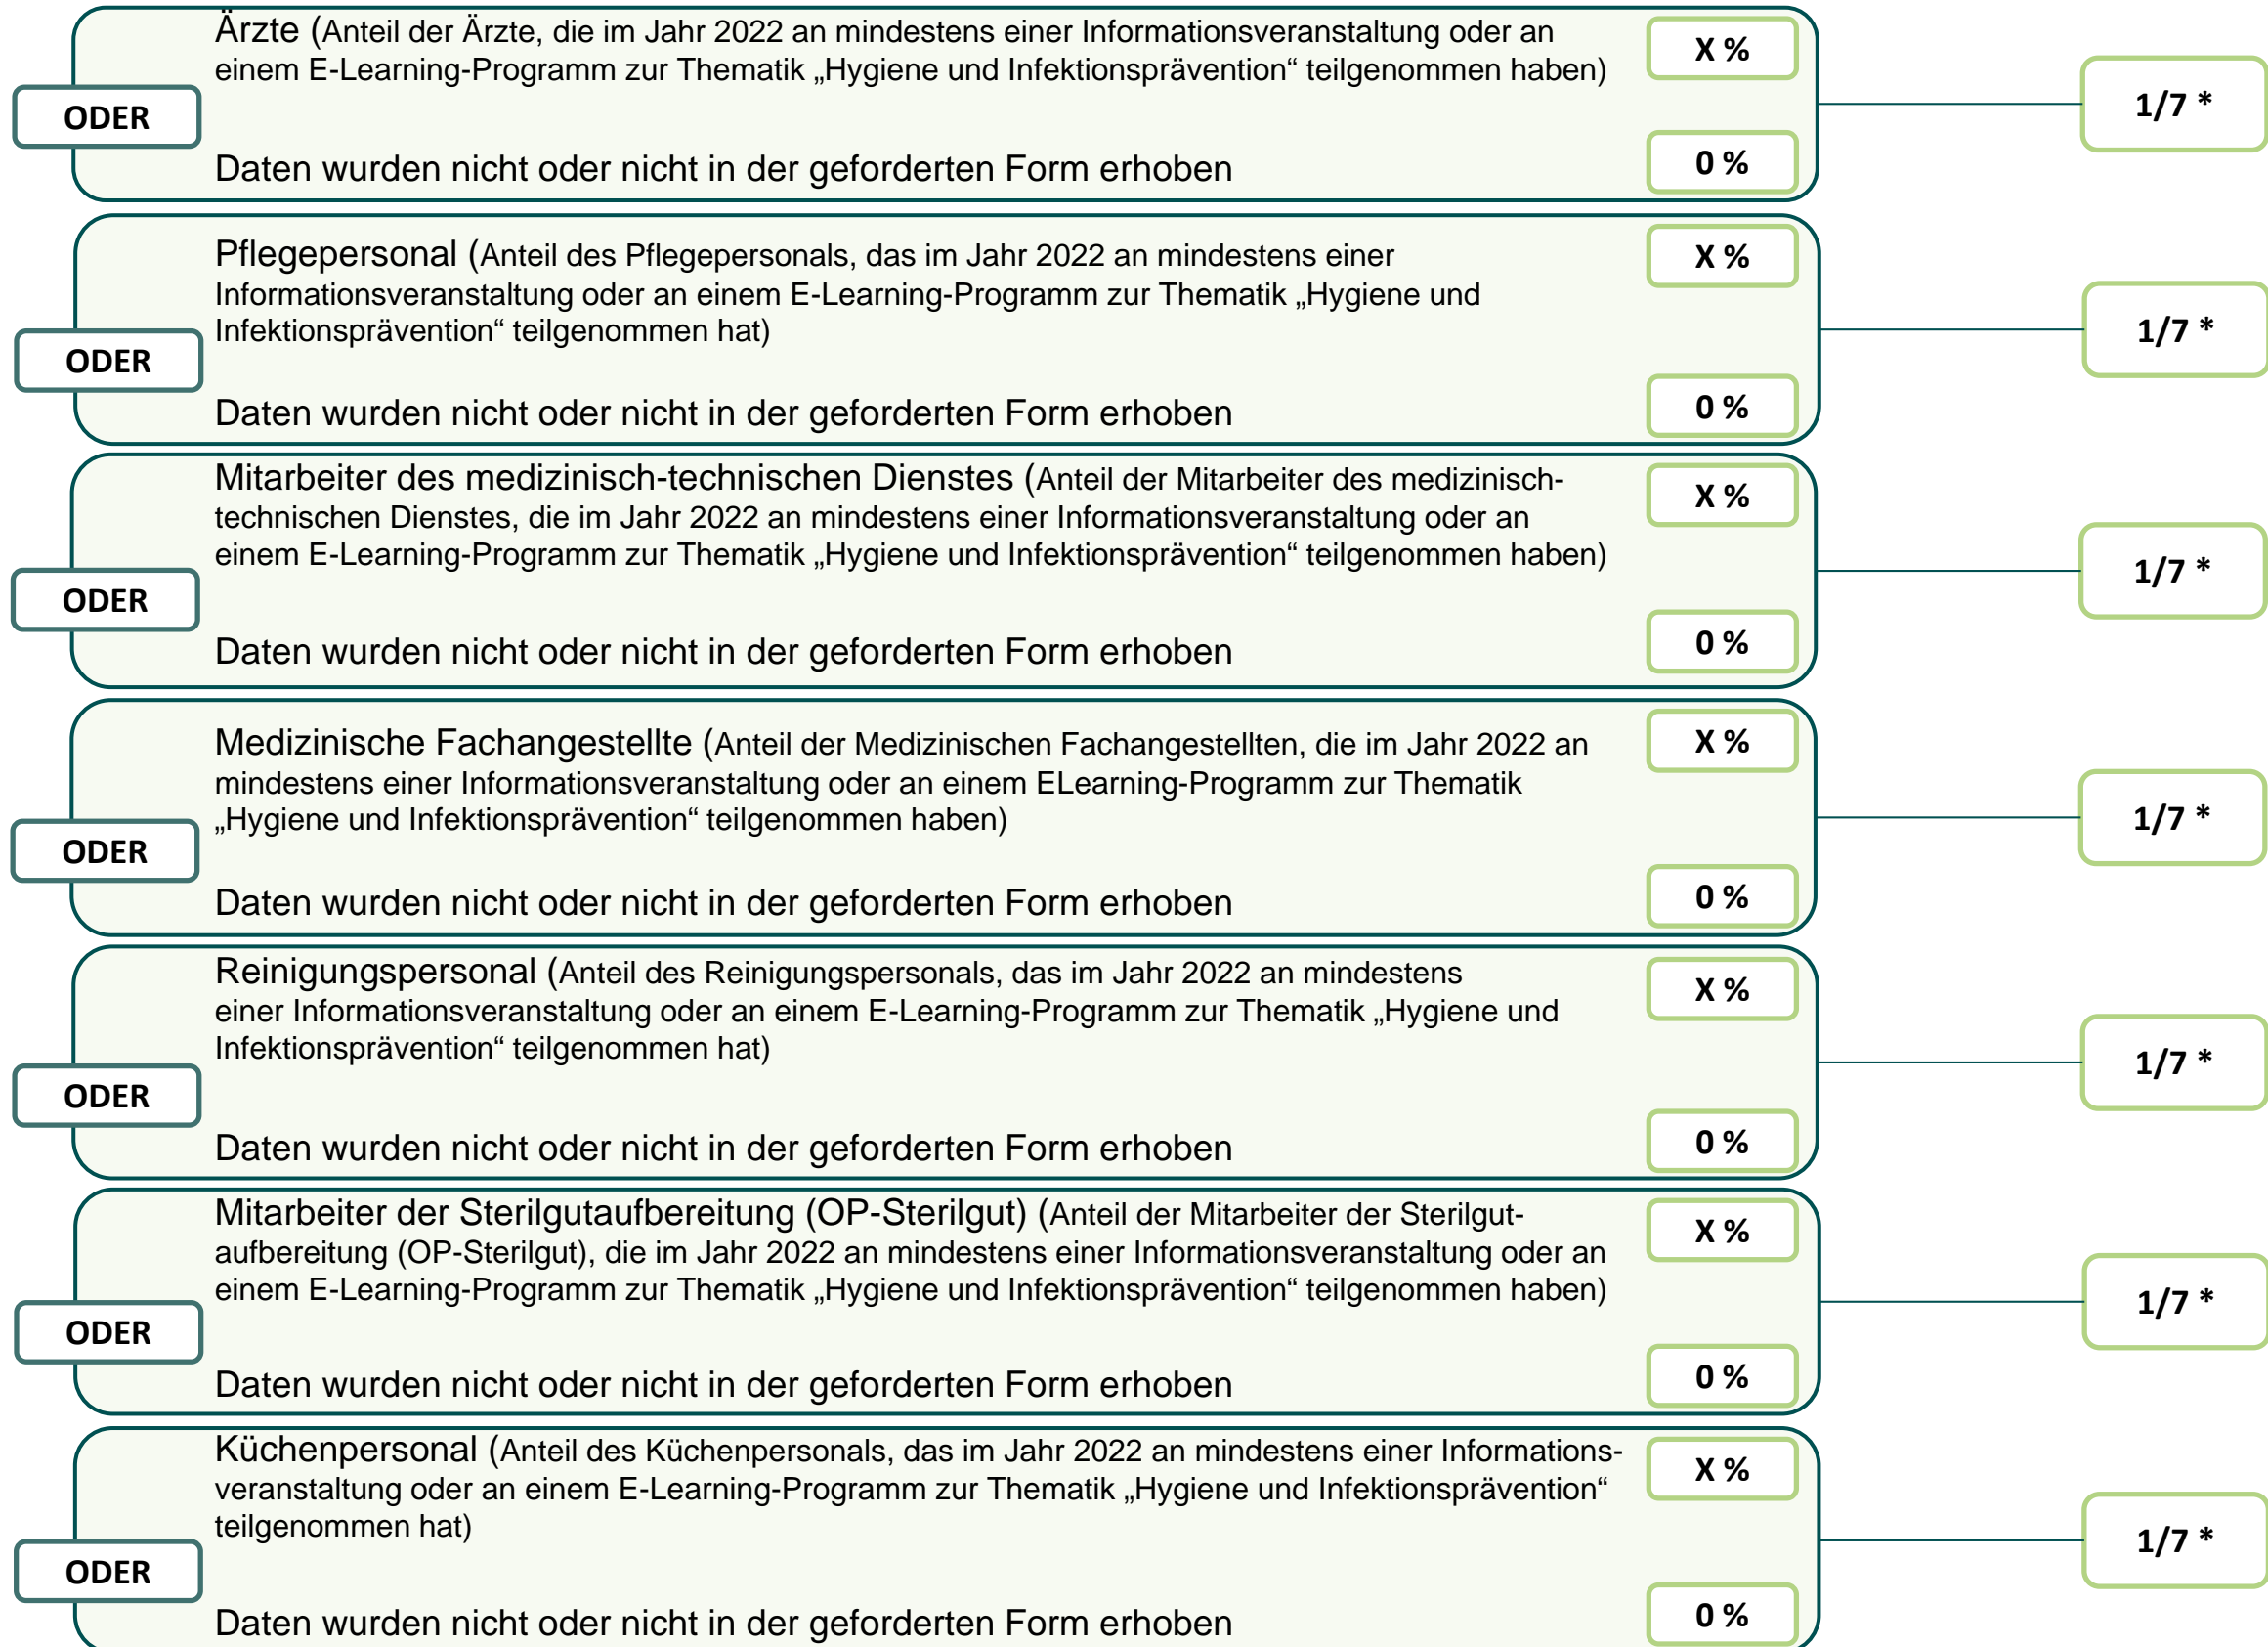 Ärzte (Anteil der Ärzte, die im Jahr 2022 an mindestens einer Informationsveranstaltung oder an
einem E-Learning-Programm zur Thematik „Hygiene und Infektionsprävention“ teilgenommen haben)
X %
1/7 *
ODER
Daten wurden nicht oder nicht in der geforderten Form erhoben
0 %
Pflegepersonal (Anteil des Pflegepersonals, das im Jahr 2022 an mindestens einer
Informationsveranstaltung oder an einem E-Learning-Programm zur Thematik „Hygiene und
Infektionsprävention“ teilgenommen hat)
X %
1/7 *
ODER
Daten wurden nicht oder nicht in der geforderten Form erhoben
0 %
Mitarbeiter des medizinisch-technischen Dienstes (Anteil der Mitarbeiter des medizinisch-
technischen Dienstes, die im Jahr 2022 an mindestens einer Informationsveranstaltung oder an
einem E-Learning-Programm zur Thematik „Hygiene und Infektionsprävention“ teilgenommen haben)
X %
1/7 *
ODER
Daten wurden nicht oder nicht in der geforderten Form erhoben
0 %
Medizinische Fachangestellte (Anteil der Medizinischen Fachangestellten, die im Jahr 2022 an
mindestens einer Informationsveranstaltung oder an einem ELearning-Programm zur Thematik
„Hygiene und Infektionsprävention“ teilgenommen haben)
X %
1/7 *
ODER
Daten wurden nicht oder nicht in der geforderten Form erhoben
0 %
Reinigungspersonal (Anteil des Reinigungspersonals, das im Jahr 2022 an mindestens
einer Informationsveranstaltung oder an einem E-Learning-Programm zur Thematik „Hygiene und
Infektionsprävention“ teilgenommen hat)
X %
1/7 *
ODER
Daten wurden nicht oder nicht in der geforderten Form erhoben
0 %
Mitarbeiter der Sterilgutaufbereitung (OP-Sterilgut) (Anteil der Mitarbeiter der Sterilgut-
aufbereitung (OP-Sterilgut), die im Jahr 2022 an mindestens einer Informationsveranstaltung oder an
einem E-Learning-Programm zur Thematik „Hygiene und Infektionsprävention“ teilgenommen haben)
X %
1/7 *
ODER
Daten wurden nicht oder nicht in der geforderten Form erhoben
0 %
Küchenpersonal (Anteil des Küchenpersonals, das im Jahr 2022 an mindestens einer Informations-
veranstaltung oder an einem E-Learning-Programm zur Thematik „Hygiene und Infektionsprävention“
teilgenommen hat)
X %
1/7 *
ODER
Daten wurden nicht oder nicht in der geforderten Form erhoben
0 %